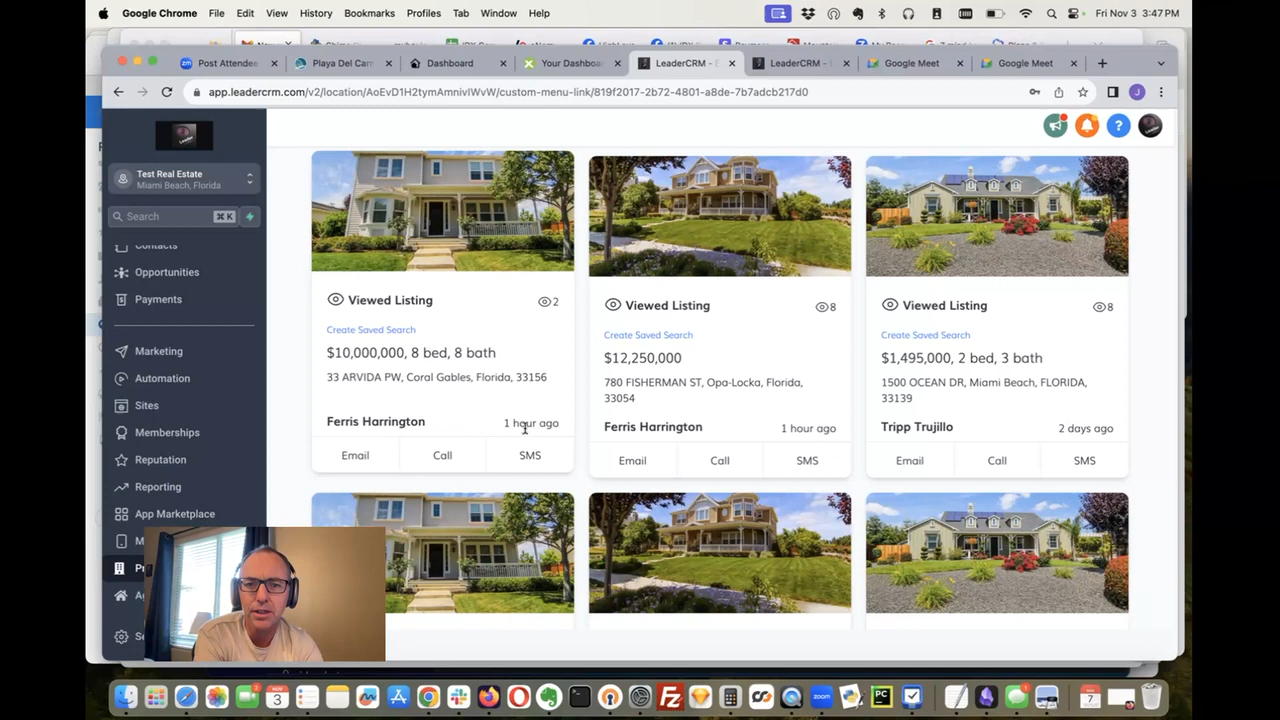 Google Chrome File Edit View History Bookmarks Profiles Tab Window Help Fri Nov 3 3:47 PM
Post Attendee Playa Del Carr Dashboard Your Dashboa LeaderCRM - E LeaderCRM - Google Meet Google Meet
app.leadercrm.com/v2/location/AoEvD1H2tymAmnivIWvW/custom-menu-link/819f2017-2b72-4801-a8de-7b7adcb217d0
Test Real Estate
Miami Beach, Florida
Search ⌘ K
Contacts
Opportunities
Payments
Marketing
Automation
Sites
Memberships
Reputation
Reporting
App Marketplace
Viewed Listing 2
Create Saved Search
$10,000,000, 8 bed, 8 bath
33 ARVIDA PW, Coral Gables, Florida, 33156
Ferris Harrington 1 hour ago
Email Call SMS
Viewed Listing 8
Create Saved Search
$12,250,000
780 FISHERMAN ST, Opa-Locka, Florida,
33054
Ferris Harrington 1 hour ago
Email Call SMS
Viewed Listing 8
Create Saved Search
$1,495,000, 2 bed, 3 bath
1500 OCEAN DR, Miami Beach, FLORIDA,
33139
Tripp Trujillo 2 days ago
Email Call SMS